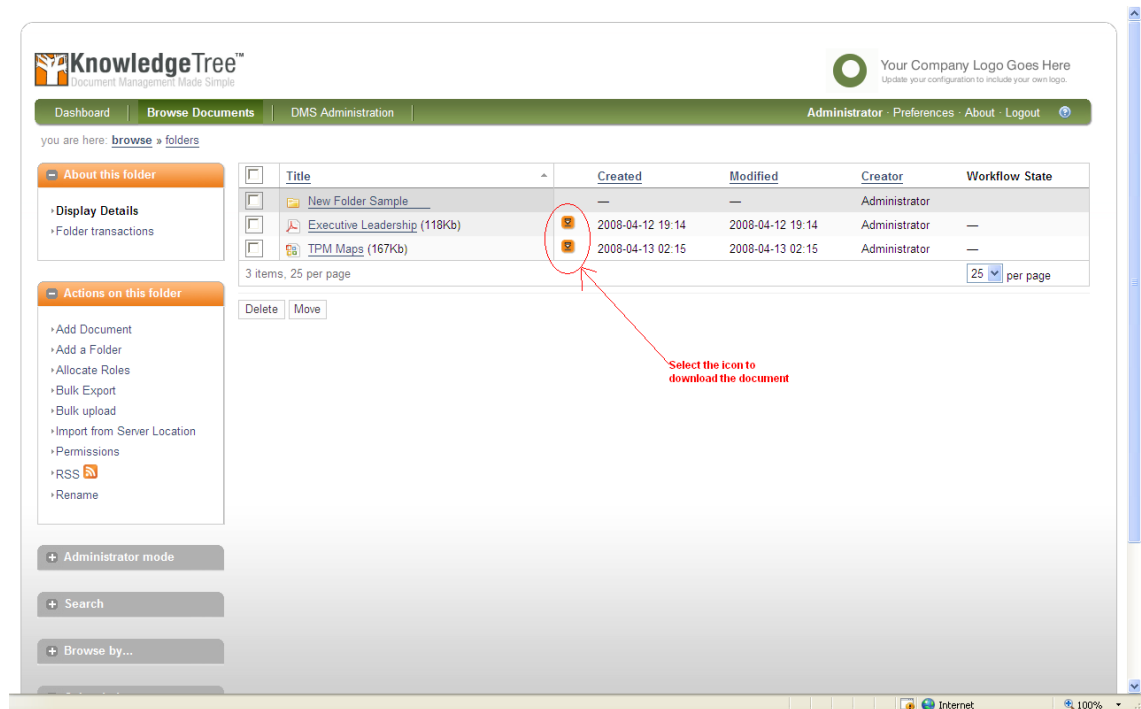 KnowledgeTree™
Document Management Made Simple
Your Company Logo Goes Here
Update your configuration to include your own logo.
Dashboard Browse Documents DMS Administration Administrator · Preferences · About · Logout ?
you are here: browse » folders
About this folder
Display Details
Folder transactions
Title Created Modified Creator Workflow State
New Folder Sample — — Administrator
Executive Leadership (118Kb) 2008-04-12 19:14 2008-04-12 19:14 Administrator —
TPM Maps (167Kb) 2008-04-13 02:15 2008-04-13 02:15 Administrator —
3 items, 25 per page 25 per page
Delete Move
Actions on this folder
Add Document
Add a Folder
Allocate Roles
Bulk Export
Bulk upload
Import from Server Location
Permissions
RSS
Rename
Select the icon to
download the document
Administrator mode
Search
Browse by...
Internet 100%